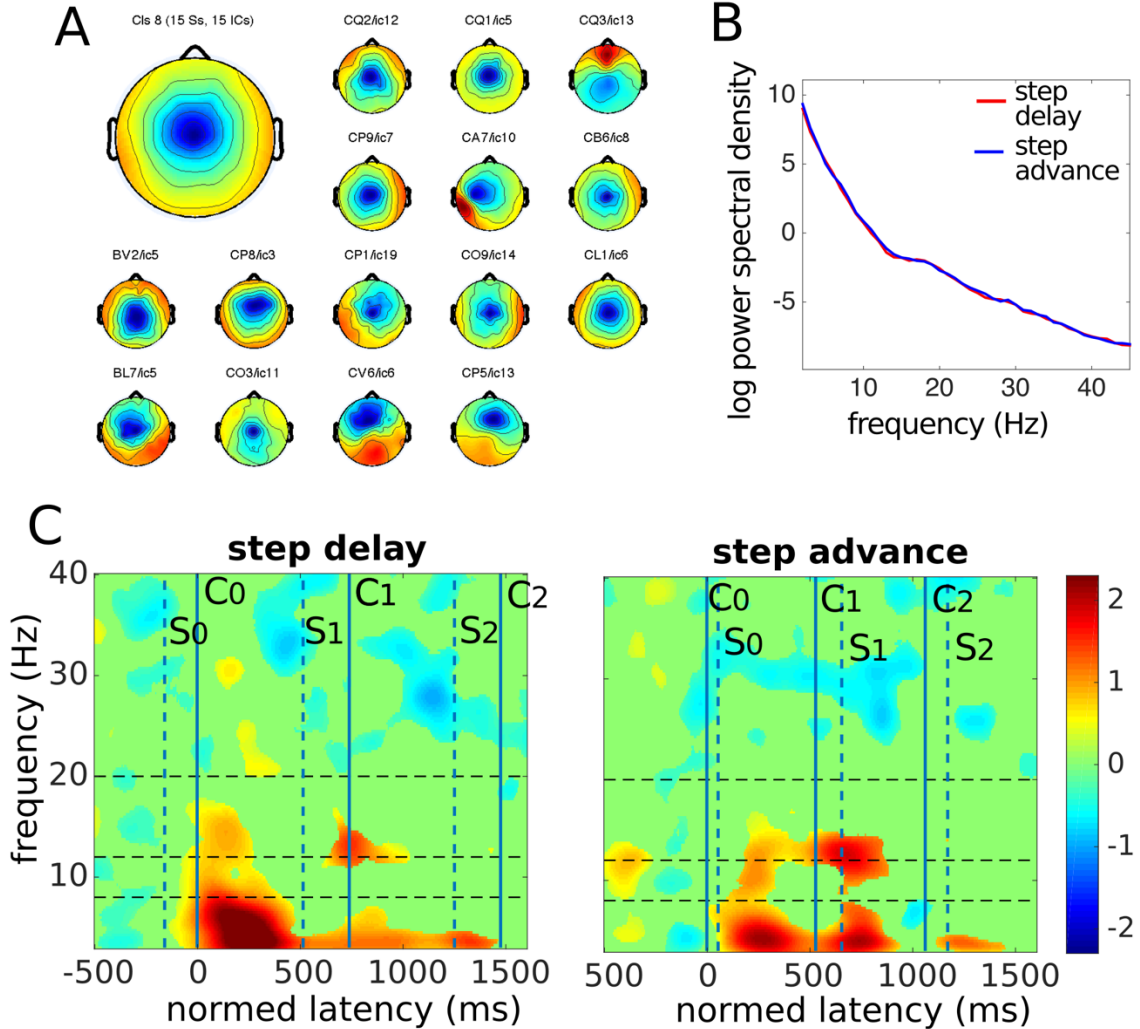 A
Cls 8 (15 Ss, 15 ICs)
CQ2/ic12
CQ1/ic5
CQ3/ic13
CP9/ic7
CA7/ic10
CB6/ic8
BV2/ic5
CP8/ic3
CP1/ic19
CO9/ic14
CL1/ic6
BL7/ic5
CO3/ic11
CV6/ic6
CP5/ic13
B
log power spectral density
10
5
0
-5
step
delay
step
advance
10
20
30
40
frequency (Hz)
C
step delay
frequency (Hz)
40
30
20
10
C0
C1
C2
S0
S1
S2
-500
0
500
1000
1500
normed latency (ms)
step advance
C0
C1
C2
S0
S1
S2
500
0
500
1000
1500
normed latency (ms)
2
1
0
-1
-2